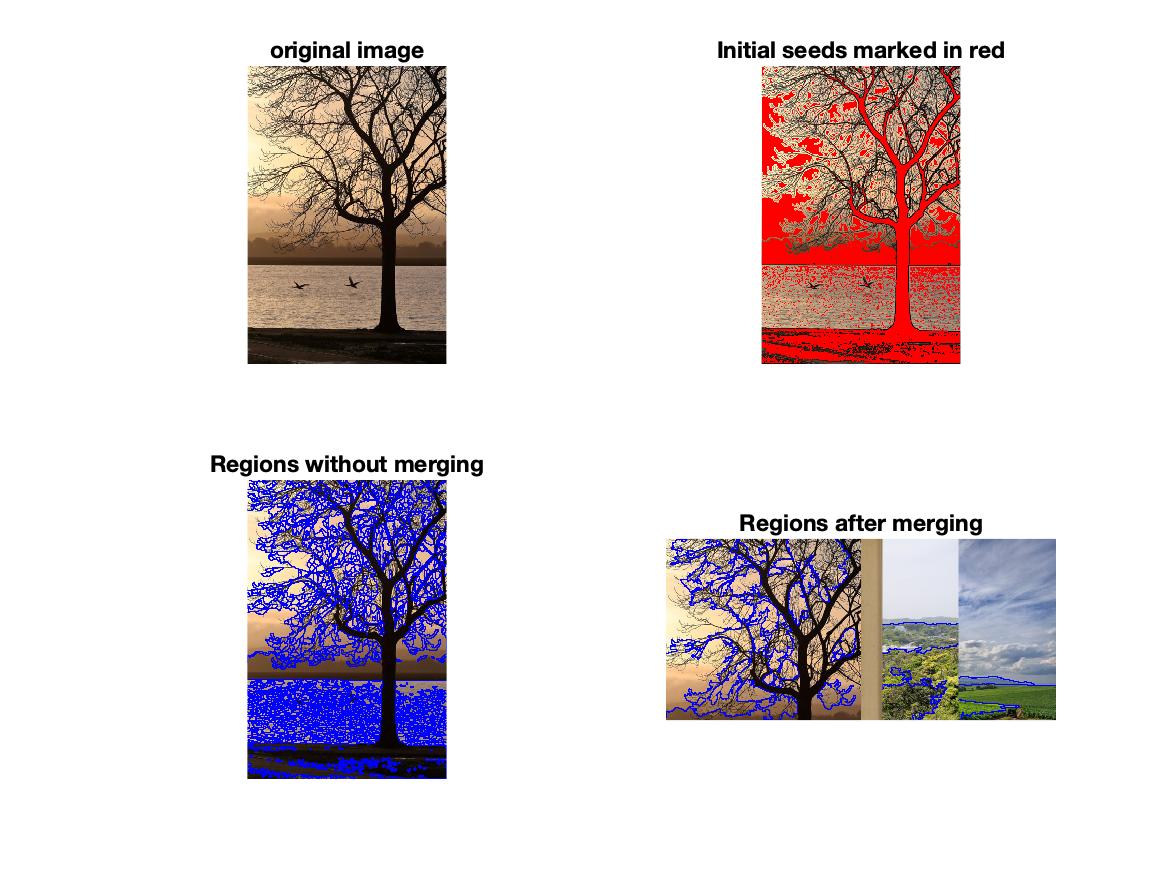 original image
Initial seeds marked in red
Regions without merging
Regions after merging